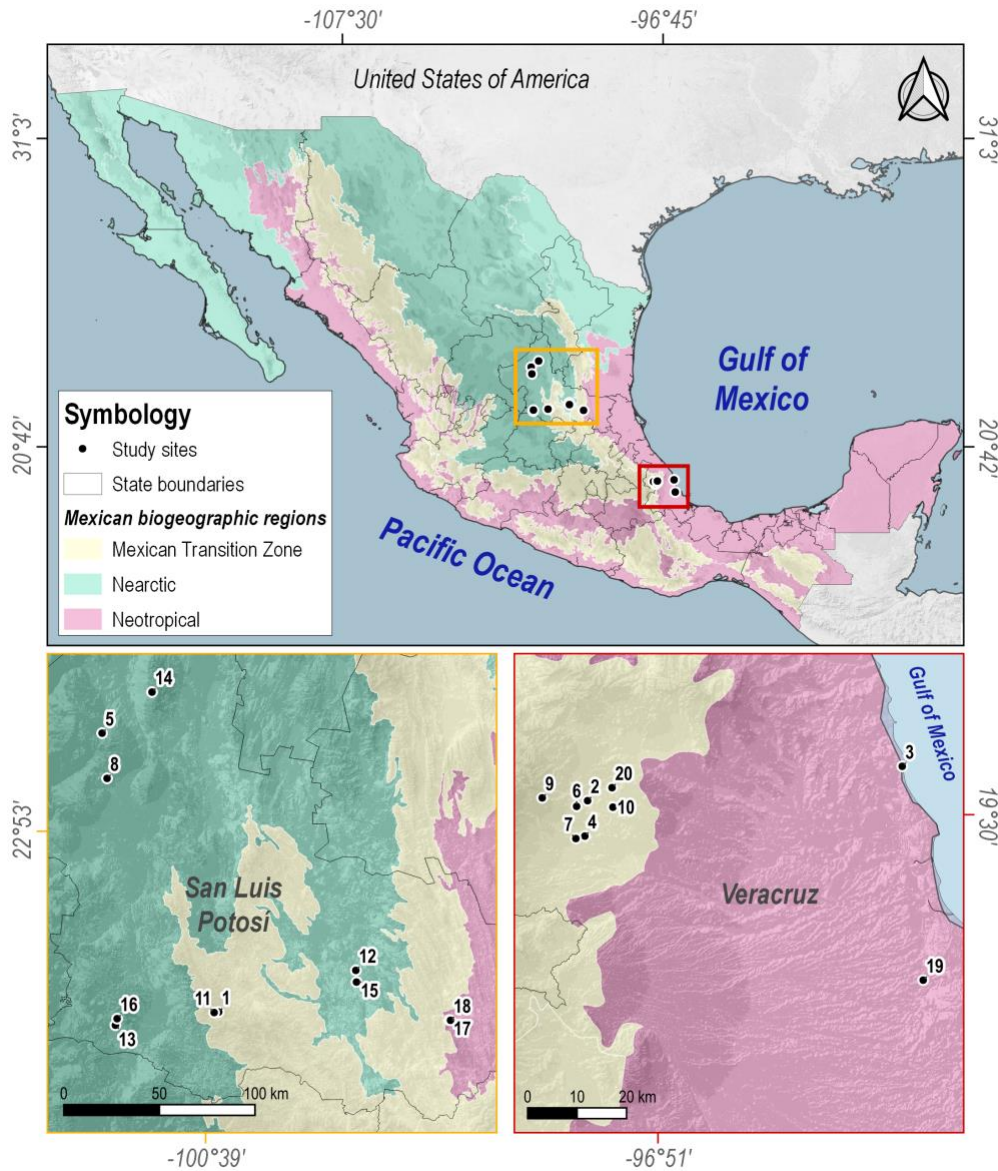 -107°30'
-96°45'
United States of America
31°3'
31°3'
Gulf of
Mexico
20°42'
20°42'
Pacific Ocean
Symbology
Study sites
State boundaries
Mexican biogeographic regions
Mexican Transition Zone
Nearctic
Neotropical
14
5
8
22°53'
San Luis
Potosí
12
15
16
11 1
18
13
17
0 50 100 km
-100°39'
Gulf of Mexico
3
20
9 6 2
10
7 4
19°30'
Veracruz
19
0 10 20 km
-96°51'